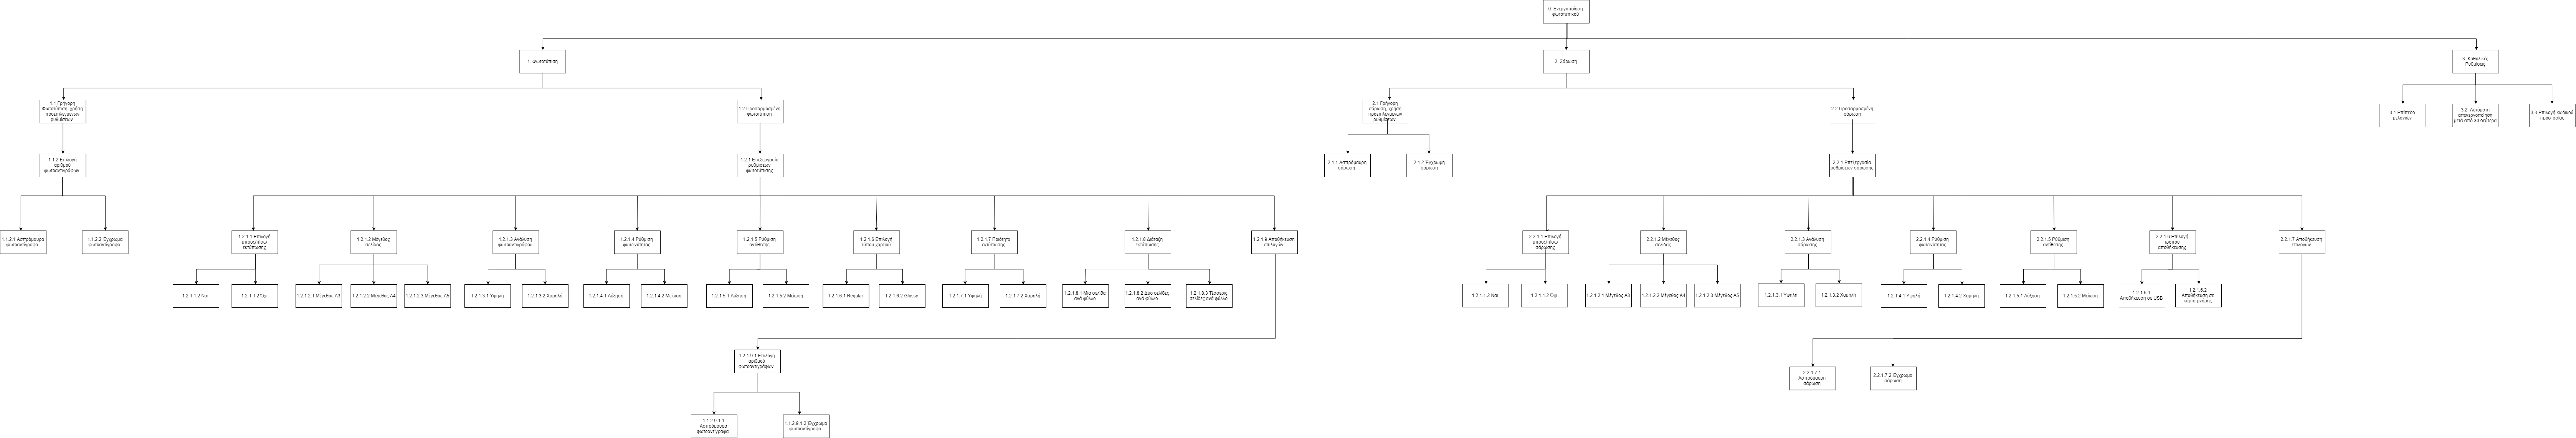 0. Ενεργοποίηση
φωτοτυπικού
1. Φωτοτύπιση
2. Σάρωση
3. Καθολικές
Ρυθμίσεις
1.1 Γρήγορη
Φωτοτύπιση, χρήση
προεπιλεγμενων
ρυθμίσεων
1.2 Προσαρμοσμένη
φωτοτύπιση
2.1 Γρήγορη
σάρωση, χρήση
προεπιλεγμενων
ρυθμίσεων
2.2 Προσαρμοσμένη
σάρωση
3.1 Επίπεδα
μελανιών
3.2. Αυτόματη
απενεργοποίηση
μετά από 30 δεύτερα
3.3 Επιλογή κωδικού
προστασίας
1.1.2 Επιλογή
αριθμού
φωτοαντιγράφων
1.2.1 Επεξεργασία
ρυθμίσεων
φωτοτύπισης
2.1.1 Ασπρόμαυρη
σάρωση
2.1.2 Έγχρωμη
σάρωση
2.2.1 Επεξεργασία
ρυθμίσεων σάρωσης
1.1.2.1 Ασπρόμαυρα
φωτοαντίγραφα
1.1.2.2 Έγχρωμα
φωτοαντίγραφα
1.2.1.1 Επιλογή
μπρος/πίσω
εκτύπωσης
1.2.1.2 Μέγεθος
σελίδας
1.2.1.3 Ανάλυση
φωτοαντιγράφου
1.2.1.4 Ρύθμιση
φωτεινότητας
1.2.1.5 Ρύθμιση
αντίθεσης
1.2.1.6 Επιλογή
τύπου χαρτιού
1.2.1.7 Ποιότητα
εκτύπωσης
1.2.1.8 Διάταξη
εκτύπωσης
1.2.1.9 Αποθήκευση
επιλογών
2.2.1.1 Επιλογή
μπρος/πίσω
σάρωσης
2.2.1.2 Μέγεθος
σελίδας
2.2.1.3 Ανάλυση
σάρωσης
2.2.1.4 Ρύθμιση
φωτεινότητας
2.2.1.5 Ρύθμιση
αντίθεσης
2.2.1.6 Επιλογή
τρόπου
αποθήκευσης
2.2.1.7 Αποθήκευση
επιλογών
1.2.1.1.2 Ναι
1.2.1.1.2 Όχι
1.2.1.2.1 Μέγεθος Α3
1.2.1.2.2 Μέγεθος Α4
1.2.1.2.3 Μέγεθος Α5
1.2.1.3.1 Υψηλή
1.2.1.3.2 Χαμηλή
1.2.1.4.1 Αύξηση
1.2.1.4.2 Μείωση
1.2.1.5.1 Αύξηση
1.2.1.5.2 Μείωση
1.2.1.6.1 Regular
1.2.1.6.2 Glossy
1.2.1.7.1 Υψηλή
1.2.1.7.2 Χαμηλή
1.2.1.8.1 Μια σελίδα
ανά φύλλο
1.2.1.8.2 Δύο σελίδες
ανά φύλλο
1.2.1.8.3 Τέσσερις
σελίδες ανά φύλλο
1.2.1.1.2 Ναι
1.2.1.1.2 Όχι
1.2.1.2.1 Μέγεθος Α3
1.2.1.2.2 Μέγεθος Α4
1.2.1.2.3 Μέγεθος Α5
1.2.1.3.1 Υψηλή
1.2.1.3.2 Χαμηλή
1.2.1.4.1 Υψηλή
1.2.1.4.2 Χαμηλή
1.2.1.5.1 Αύξηση
1.2.1.5.2 Μείωση
1.2.1.6.1
Αποθήκευση σε USB
1.2.1.6.2
Αποθήκευση σε
κάρτα μνήμης
1.2.1.9.1 Επιλογή
αριθμού
φωτοαντιγράφων
2.2.1.7.1
Ασπρόμαυρη
σάρωση
2.2.1.7.2 Έγχρωμα
σάρωση
1.1.2.9.1.1
Ασπρόμαυρα
φωτοαντίγραφα
1.1.2.9.1.2 Έγχρωμα
φωτοαντίγραφα